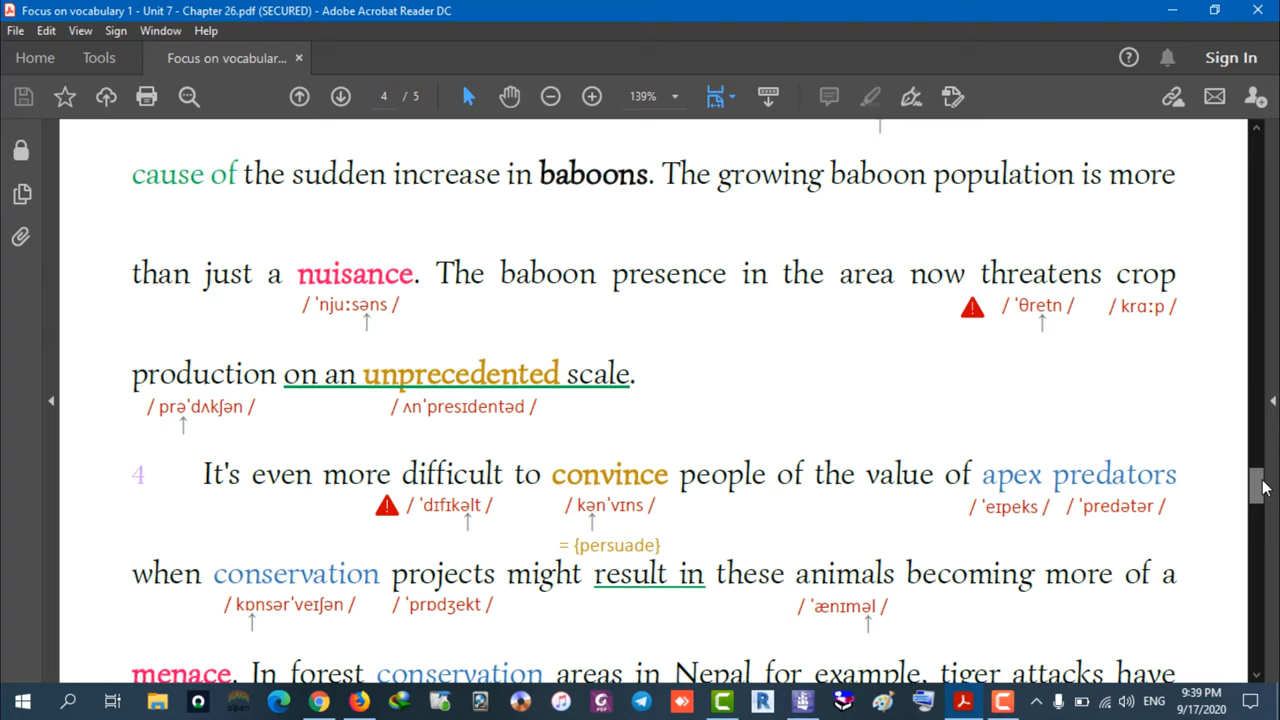 Focus on vocabulary 1 - Unit 7 - Chapter 26.pdf (SECURED) - Adobe Acrobat Reader DC
File Edit View Sign Window Help
Home Tools Focus on vocabular... × Sign In
4 / 5 139%
cause of the sudden increase in baboons. The growing baboon population is more
than just a nuisance. The baboon presence in the area now threatens crop
/ ˈnjuːsəns / / ˈθretn / / krɑːp /
production on an unprecedented scale.
/ prəˈdʌkʃən / / ʌnˈpresɪdentəd /
4 It's even more difficult to convince people of the value of apex predators
/ ˈdɪfɪkəlt / / kənˈvɪns / / ˈeɪpeks / / ˈpredətər /
= {persuade}
when conservation projects might result in these animals becoming more of a
/ kɒnsərˈveɪʃən / / ˈprɒdʒekt / / ˈænɪməl /
menace. In forest conservation areas in Nepal for example, tiger attacks have
ENG 9:39 PM
9/17/2020